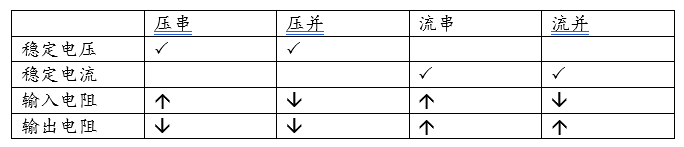 压串 压并 流串 流并
稳定电压 ✓ ✓
稳定电流 ✓ ✓
输入电阻 ↑ ↓ ↑ ↓
输出电阻 ↓ ↓ ↑ ↑